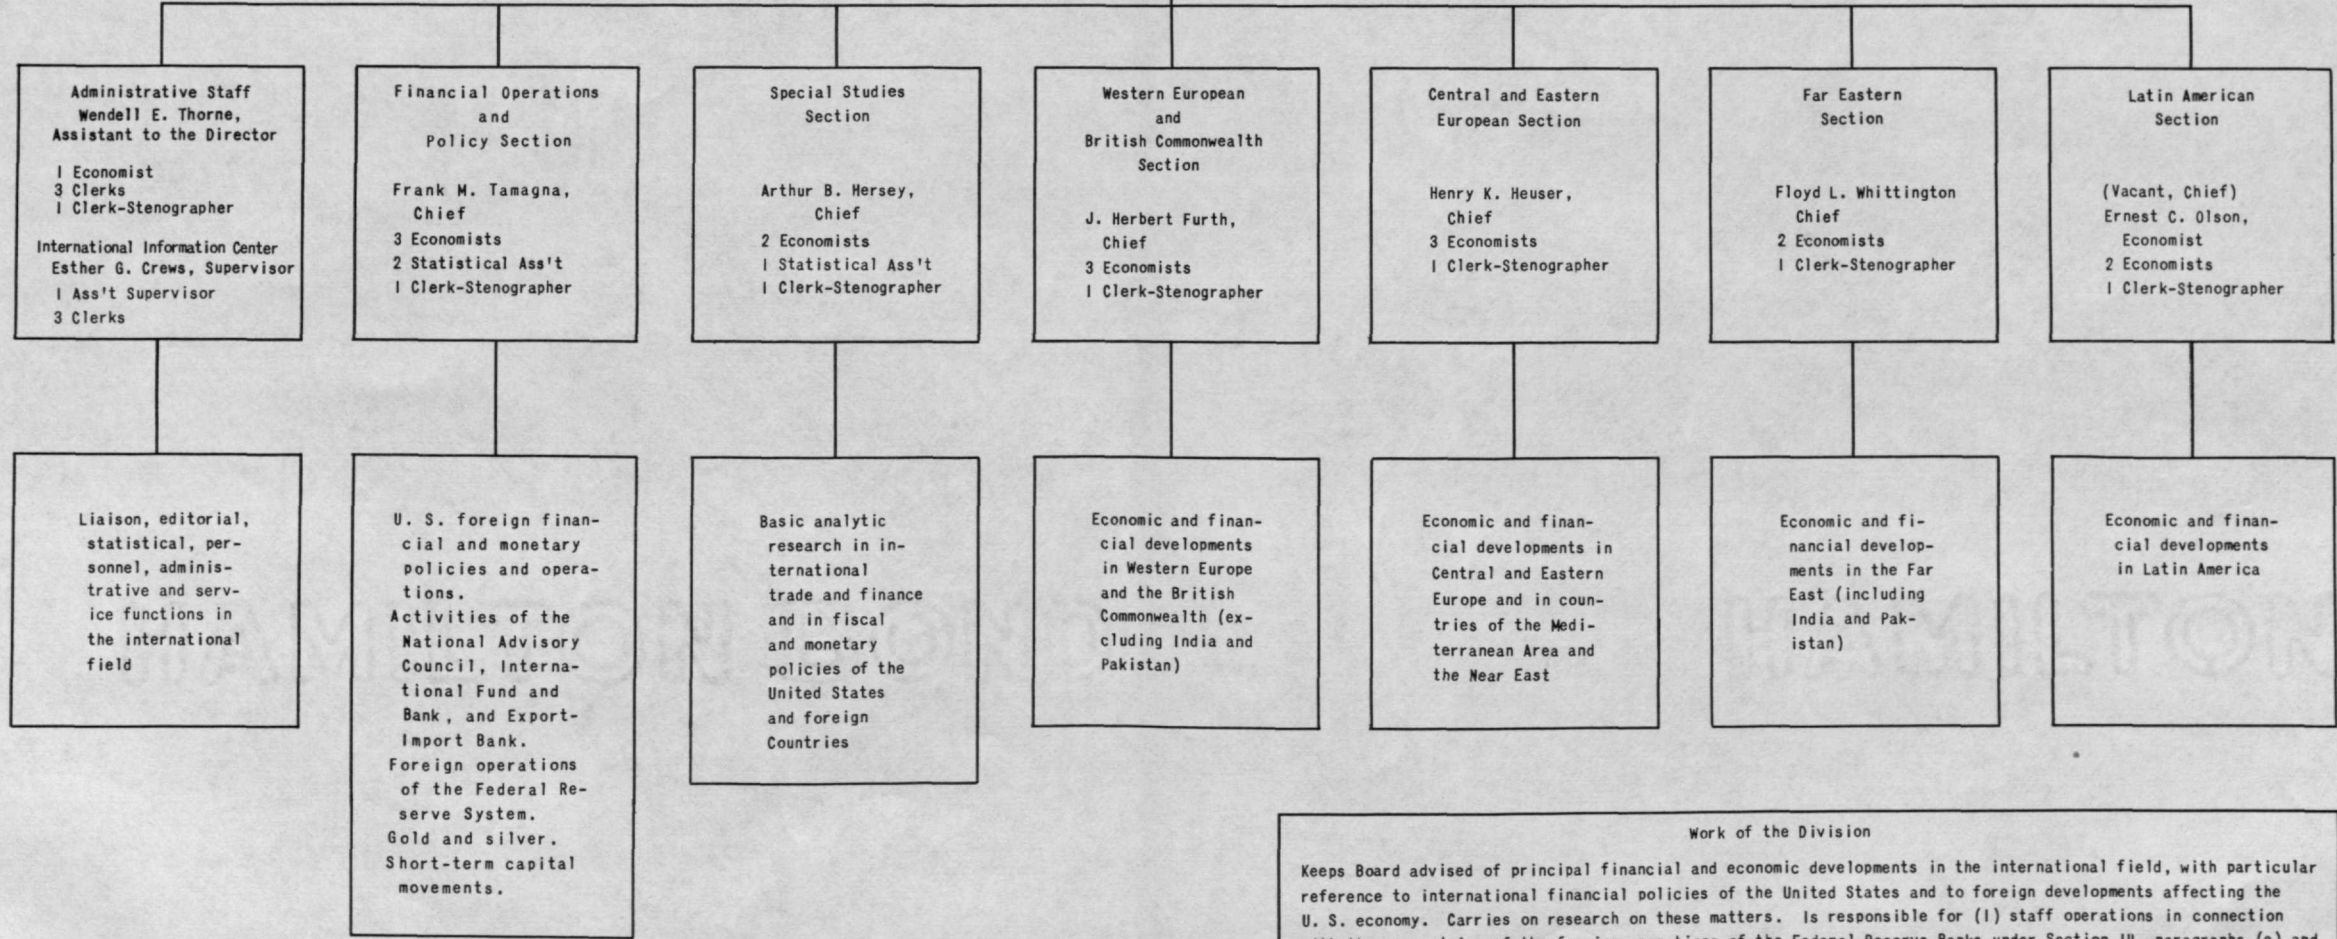 Administrative Staff
Wendell E. Thorne,
Assistant to the Director
1 Economist
3 Clerks
1 Clerk-Stenographer
International Information Center
Esther G. Crews, Supervisor
1 Ass't Supervisor
3 Clerks
Financial Operations
and
Policy Section
Frank M. Tamagna,
Chief
3 Economists
2 Statistical Ass't
1 Clerk-Stenographer
Special Studies
Section
Arthur B. Hersey,
Chief
2 Economists
1 Statistical Ass't
1 Clerk-Stenographer
Western European
and
British Commonwealth
Section
J. Herbert Furth,
Chief
3 Economists
1 Clerk-Stenographer
Central and Eastern
European Section
Henry K. Heuser,
Chief
3 Economists
1 Clerk-Stenographer
Far Eastern
Section
Floyd L. Whittington
Chief
2 Economists
1 Clerk-Stenographer
Latin American
Section
(Vacant, Chief)
Ernest C. Olson,
Economist
2 Economists
1 Clerk-Stenographer
Liaison, editorial,
statistical, per-
sonnel, adminis-
trative and serv-
ice functions in
the international
field
U. S. foreign finan-
cial and monetary
policies and opera-
tions.
Activities of the
National Advisory
Council, Interna-
tional Fund and
Bank, and Export-
Import Bank.
Foreign operations
of the Federal Re-
serve System.
Gold and silver.
Short-term capital
movements.
Basic analytic
research in in-
ternational
trade and finance
and in fiscal
and monetary
policies of the
United States
and foreign
Countries
Economic and finan-
cial developments
in Western Europe
and the British
Commonwealth (ex-
cluding India and
Pakistan)
Economic and finan-
cial developments in
Central and Eastern
Europe and in coun-
tries of the Medi-
terranean Area and
the Near East
Economic and fi-
nancial develop-
ments in the Far
East (including
India and Pak-
istan)
Economic and finan-
cial developments
in Latin America
Work of the Division
Keeps Board advised of principal financial and economic developments in the international field, with particular
reference to international financial policies of the United States and to foreign developments affecting the
U. S. economy. Carries on research on these matters. Is responsible for (1) staff operations in connection
of the foreign operations of the Federal Reserve Banks under Section 14, paragraphs (e) and